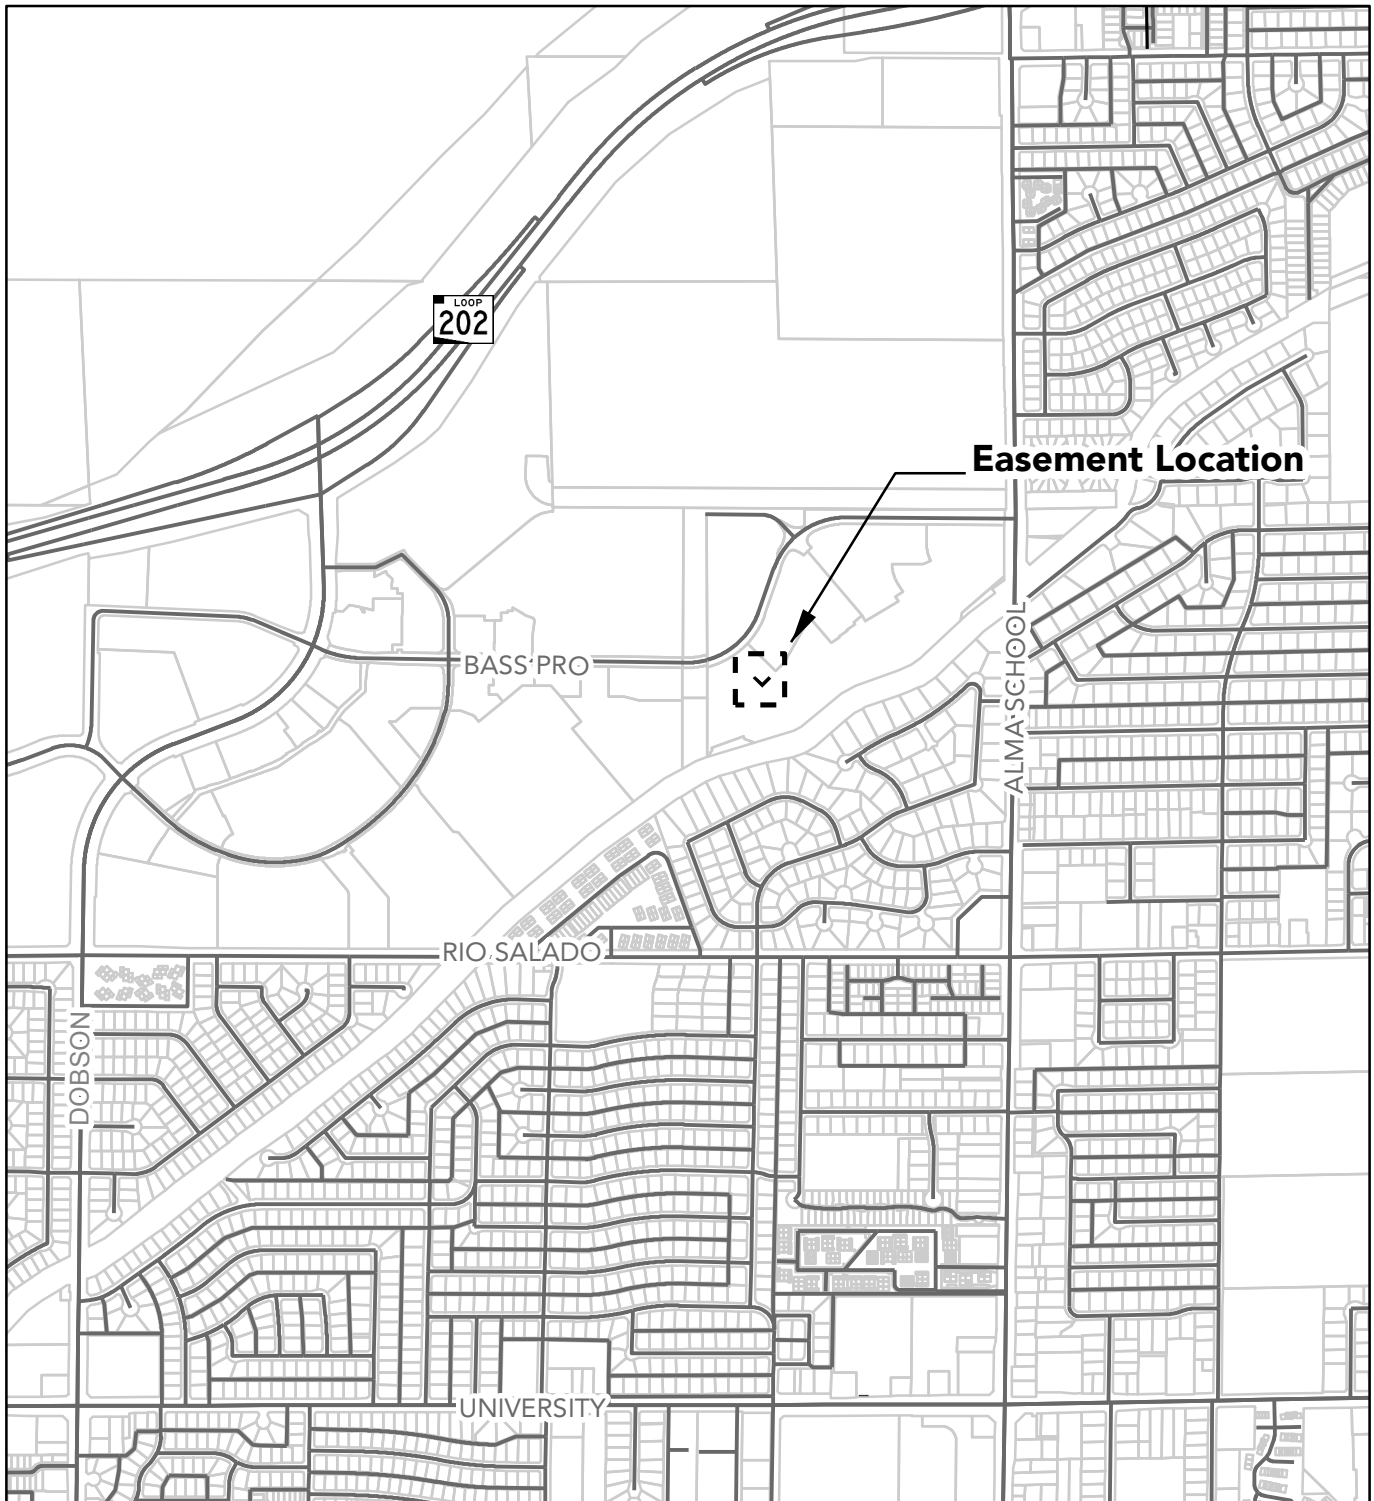 LOOP
202
Easement Location
BASS PRO
ALMA SCHOOL
RIO SALADO
DOBSON
UNIVERSITY